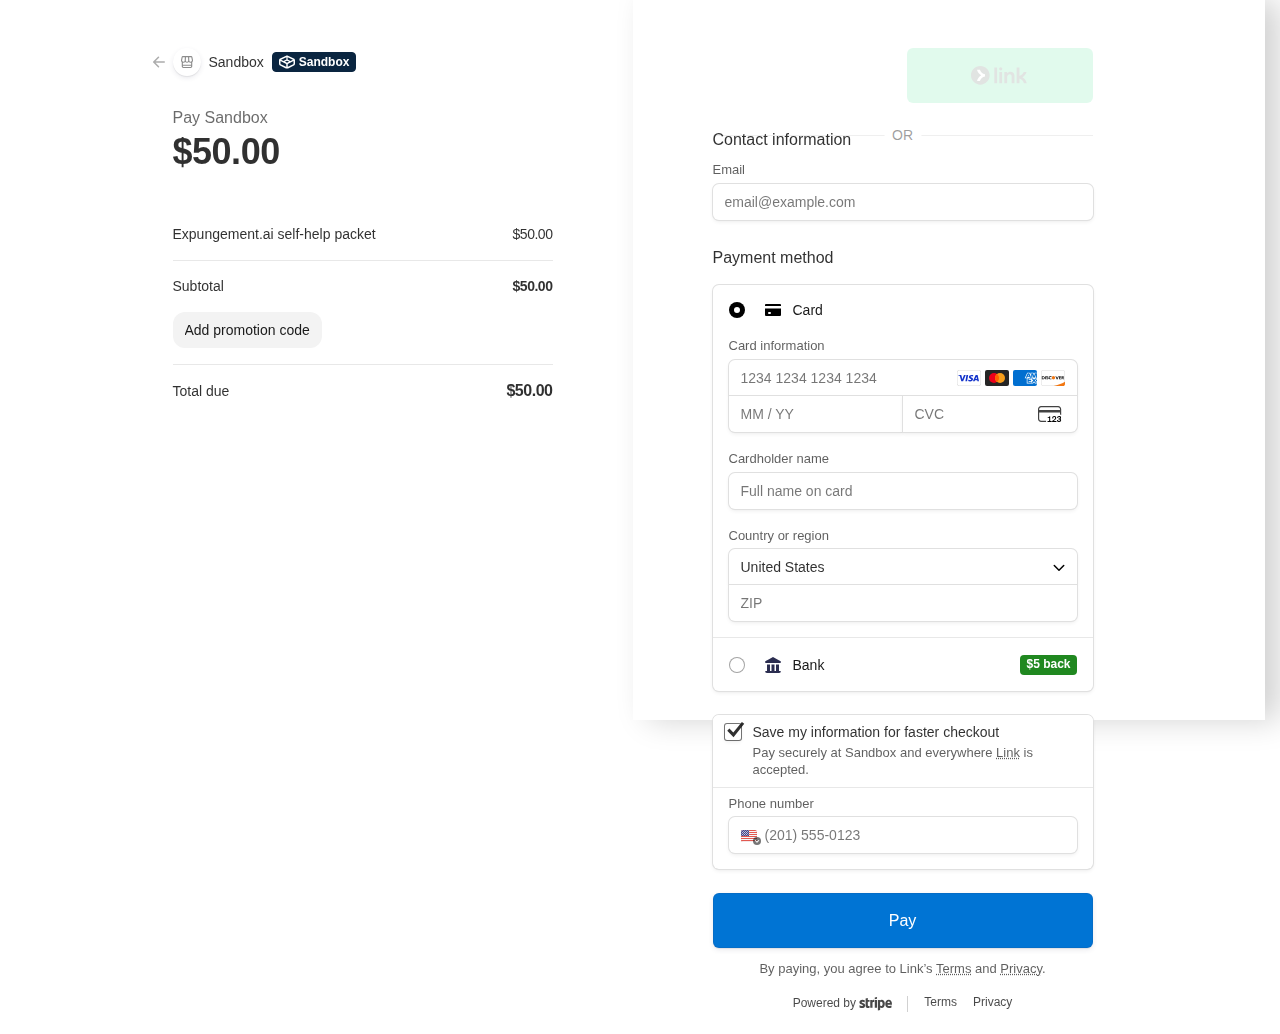 Sandbox Sandbox
Pay Sandbox
$50.00
Expungement.ai self-help packet $50.00
Subtotal $50.00
Add promotion code
Total due $50.00
link
OR
Contact information
Email
email@example.com
Payment method
Card
Card information
1234 1234 1234 1234 VISA AM EX DISCOVER
MM / YY CVC 123
Cardholder name
Full name on card
Country or region
United States
ZIP
Bank $5 back
Save my information for faster checkout
Pay securely at Sandbox and everywhere Link is
accepted.
Phone number
(201) 555-0123
Pay
By paying, you agree to Link’s Terms and Privacy.
Powered by stripe Terms Privacy